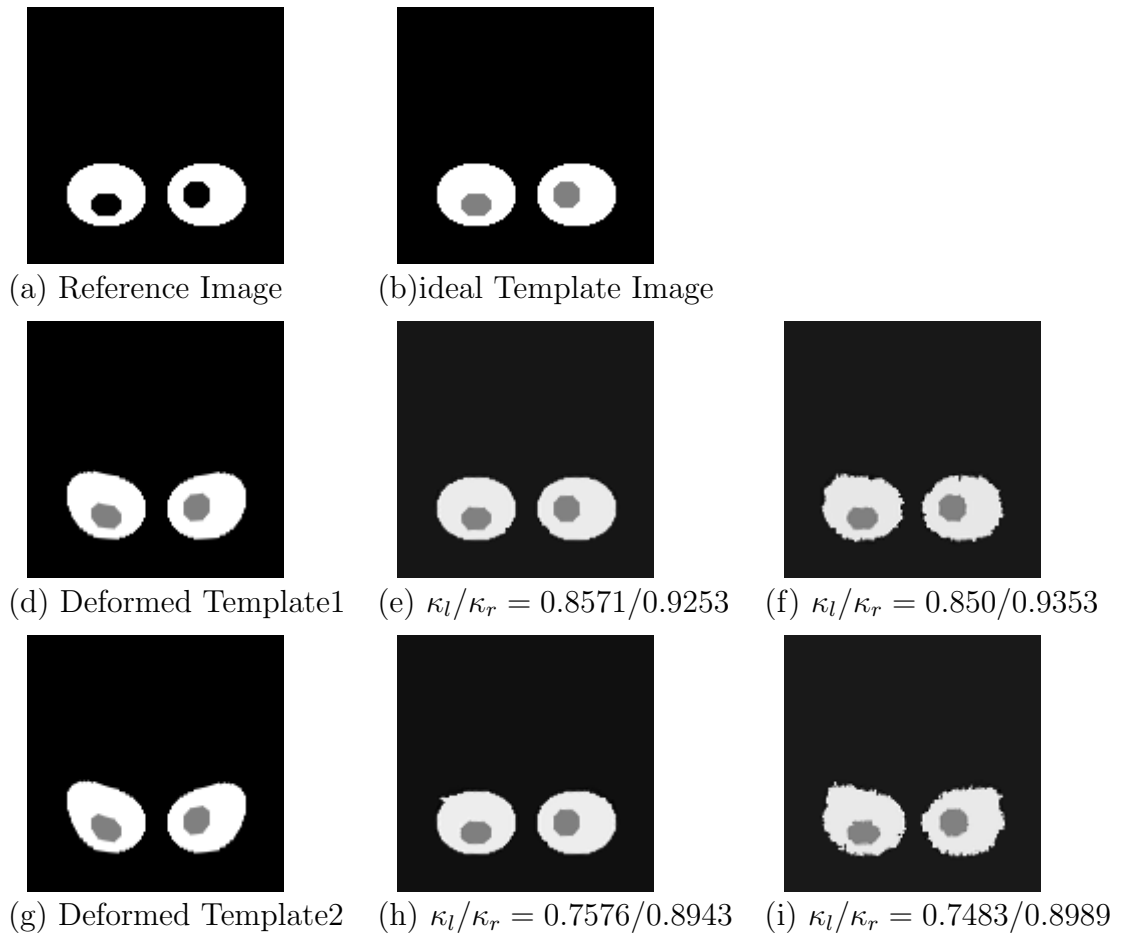 (a) Reference Image
(b)ideal Template Image
(d) Deformed Template1
(e) κl/κr = 0.8571/0.9253
(f) κl/κr = 0.850/0.9353
(g) Deformed Template2
(h) κl/κr = 0.7576/0.8943
(i) κl/κr = 0.7483/0.8989